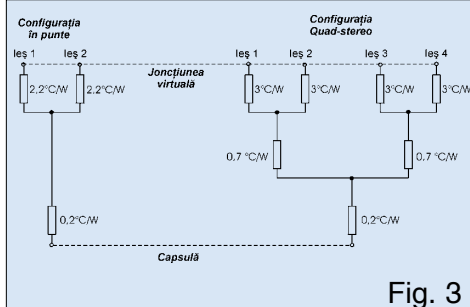 Configurația
în punte
Configurația
Quad-stereo
Ieș 1
Ieș 2
Ieș 1
Ieș 2
Ieș 3
Ieș 4
Joncțiunea
virtuală
2,2°C/W
2,2°C/W
3°C/W
3°C/W
3°C/W
3°C/W
0,7 °C/W
0,7 °C/W
0,2°C/W
0,2°C/W
Capsulă
Fig. 3